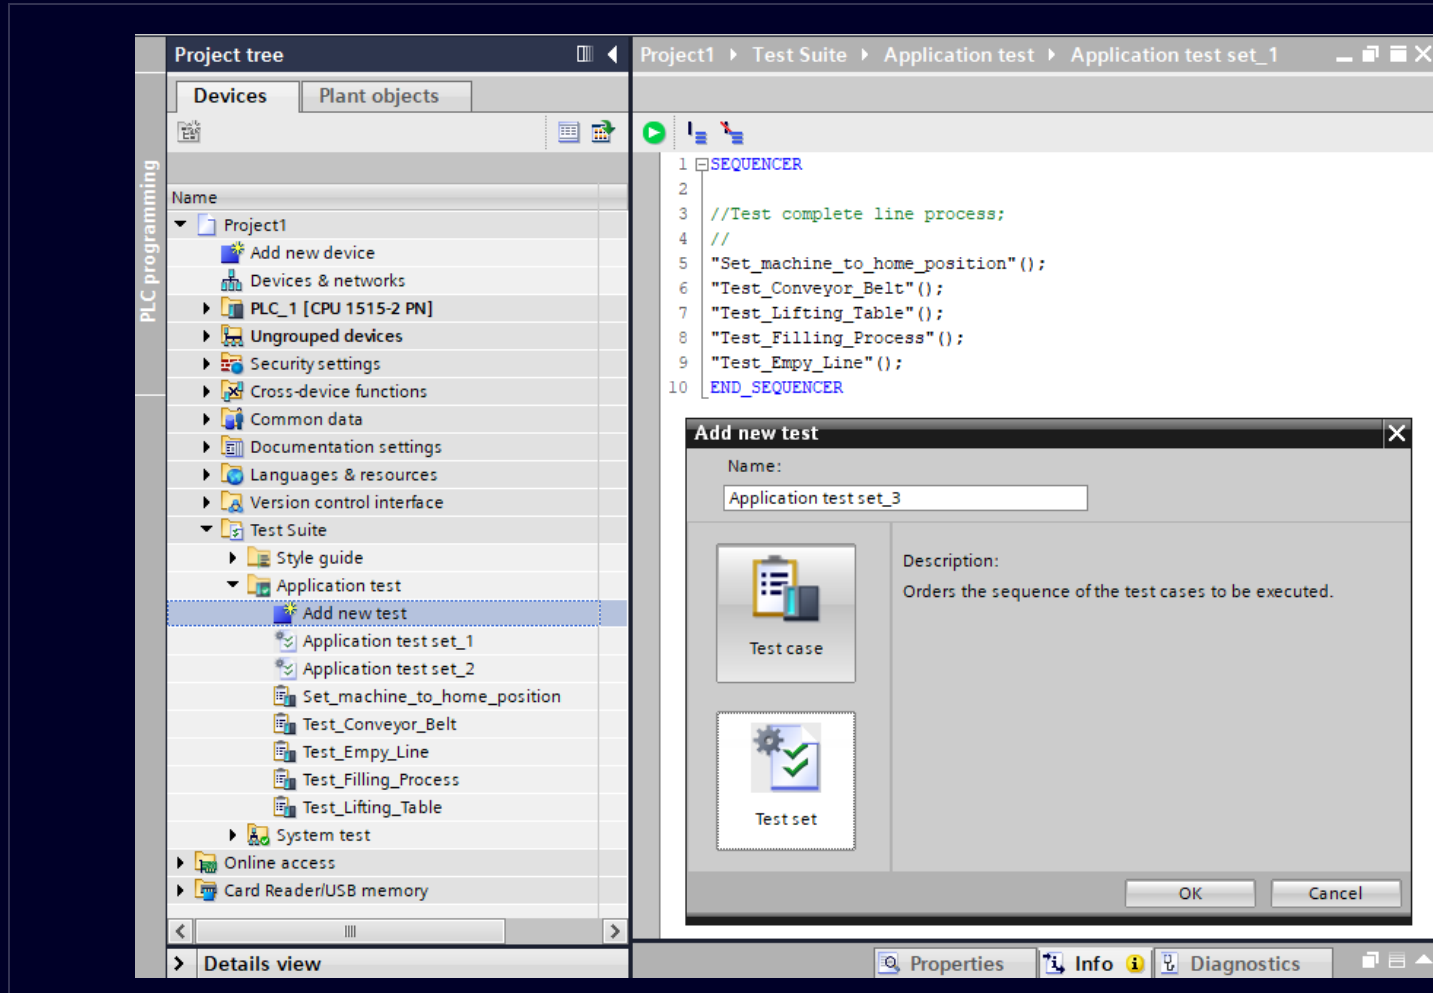 Project tree
Devices
Plant objects
PLC programming
Name
Project1
Add new device
Devices & networks
PLC_1 [CPU 1515-2 PN]
Ungrouped devices
Security settings
Cross-device functions
Common data
Documentation settings
Languages & resources
Version control interface
Test Suite
Style guide
Application test
Add new test
Application test set_1
Application test set_2
Set_machine_to_home_position
Test_Conveyor_Belt
Test_Empy_Line
Test_Filling_Process
Test_Lifting_Table
System test
Online access
Card Reader/USB memory
Details view
Project1 Test Suite Application test Application test set_1
1 SEQUENCER
2
3 //Test complete line process;
4 //
5 "Set_machine_to_home_position"();
6 "Test_Conveyor_Belt"();
7 "Test_Lifting_Table"();
8 "Test_Filling_Process"();
9 "Test_Empy_Line"();
10 END_SEQUENCER
Add new test
Name:
Application test set_3
Test case
Test set
Description:
Orders the sequence of the test cases to be executed.
OK
Cancel
Properties
Info
Diagnostics